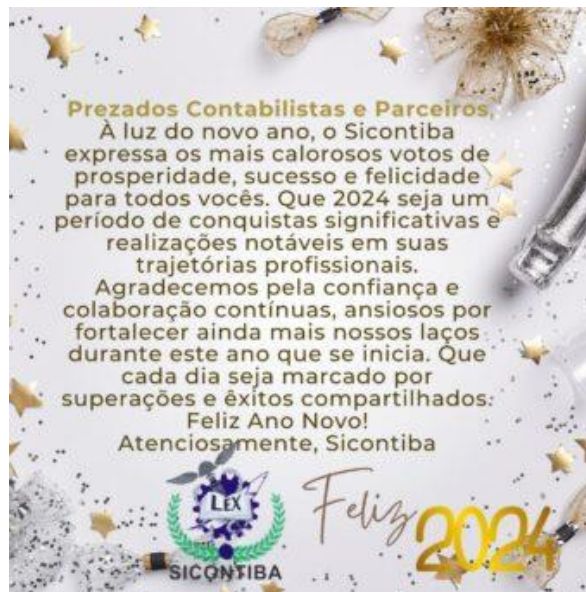 Prezados Contabilistas e Parceiros,
À luz do novo ano, o Sicontiba
expressa os mais calorosos votos de
prosperidade, sucesso e felicidade
para todos vocês. Que 2024 seja um
período de conquistas significativas e
realizações notáveis em suas
trajetórias profissionais.
Agradecemos pela confiança e
colaboração contínuas, ansiosos por
fortalecer ainda mais nossos laços
durante este ano que se inicia. Que
cada dia seja marcado por
superações e êxitos compartilhados.
Feliz Ano Novo!
Atenciosamente, Sicontiba
LEX
SICONTIBA
Feliz
2024